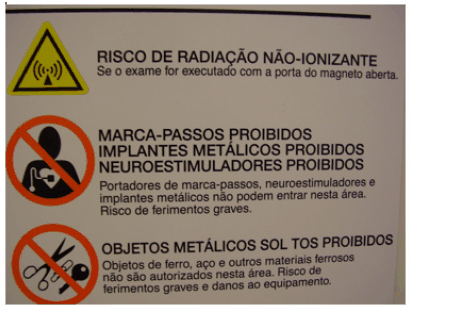 RISCO DE RADIAÇÃO NÃO-IONIZANTE
Se o exame for executado com a porta do magneto aberta.
MARCA-PASSOS PROIBIDOS
IMPLANTES METÁLICOS PROIBIDOS
NEUROESTIMULADORES PROIBIDOS
Portadores de marca-passos, neuroestimuladores e
implantes metálicos não podem entrar nesta área.
Risco de ferimentos graves.
OBJETOS METÁLICOS SOL TOS PROIBIDOS
Objetos de ferro, aço e outros materiais ferrosos
não são autorizados nesta área. Risco de
ferimentos graves e danos ao equipamento.